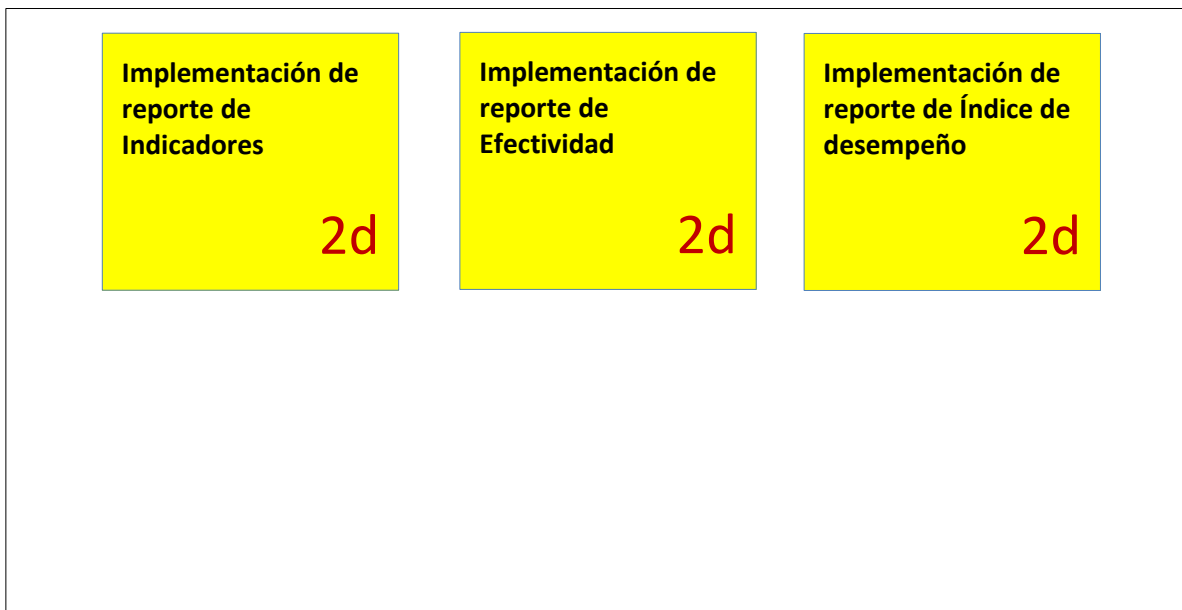 Implementación de
reporte de
Indicadores
2d
Implementación de
reporte de
Efectividad
2d
Implementación de
reporte de Índice de
desempeño
2d